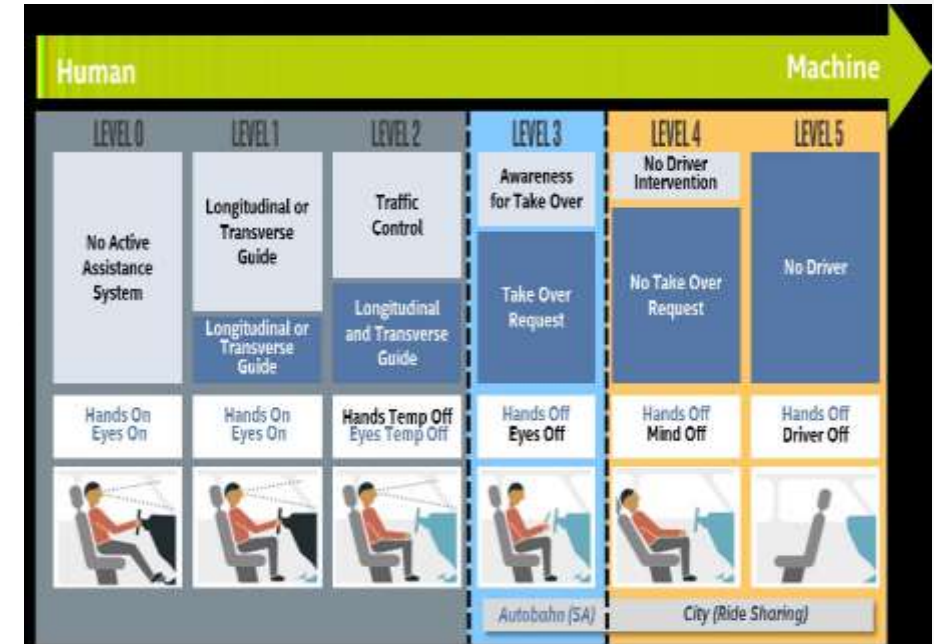 Human
Machine
LEVEL 0
LEVEL 1
LEVEL 2
LEVEL 3
LEVEL 4
LEVEL 5
No Active
Assistance
System
Longitudinal or
Transverse
Guide
Longitudinal or
Transverse
Guide
Traffic
Control
Longitudinal
and Transverse
Guide
Awareness
for Take Over
Take Over
Request
No Driver
Intervention
No Take Over
Request
No Driver
Hands On
Eyes On
Hands On
Eyes On
Hands Temp Off
Eyes Temp Off
Hands Off
Eyes Off
Hands Off
Mind Off
Hands Off
Driver Off
Autobahn (SA)
City (Ride Sharing)